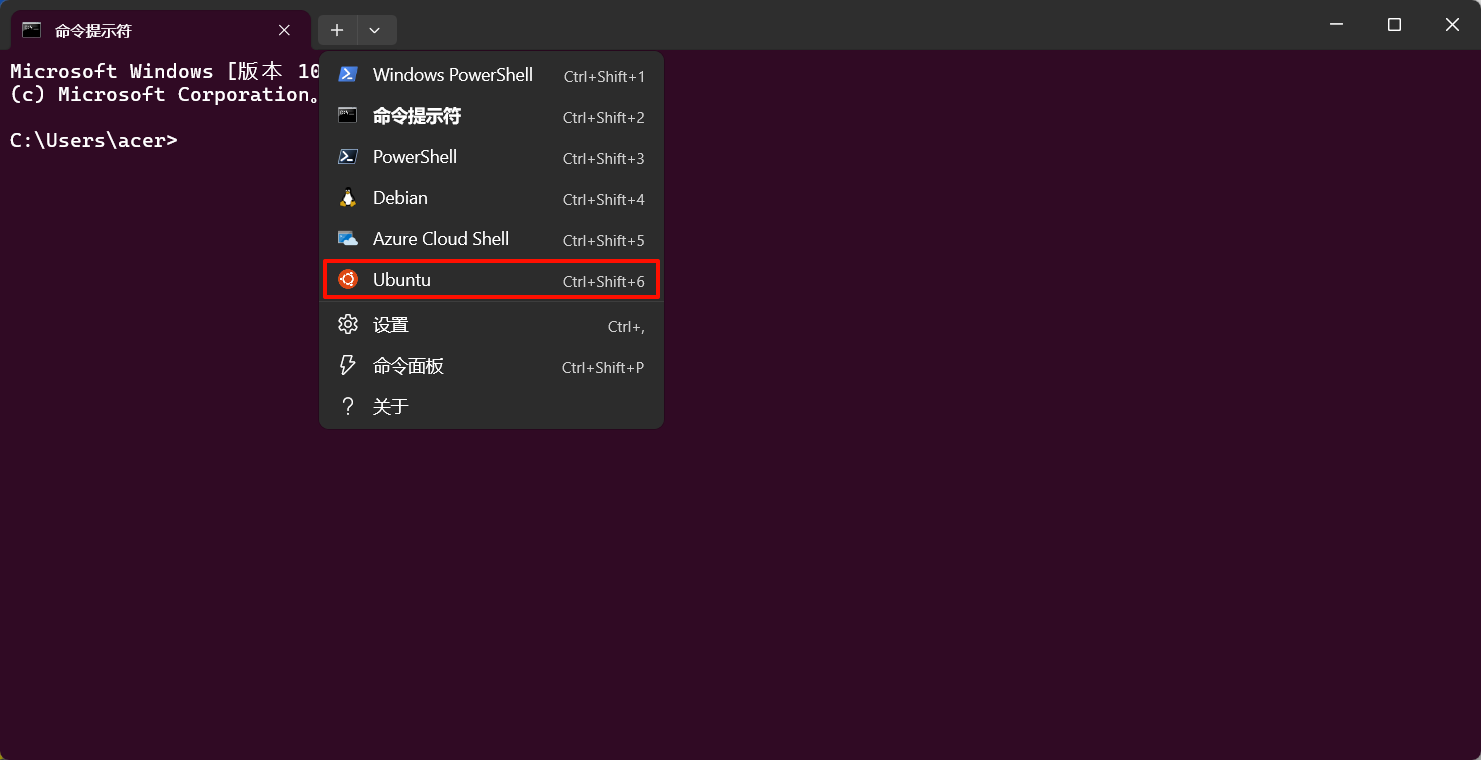 命令提示符
Microsoft Windows [版本 10
(c) Microsoft Corporation。
C:\Users\acer>
Windows PowerShell Ctrl+Shift+1
命令提示符 Ctrl+Shift+2
PowerShell Ctrl+Shift+3
Debian Ctrl+Shift+4
Azure Cloud Shell Ctrl+Shift+5
Ubuntu Ctrl+Shift+6
设置 Ctrl+,
命令面板 Ctrl+Shift+P
关于